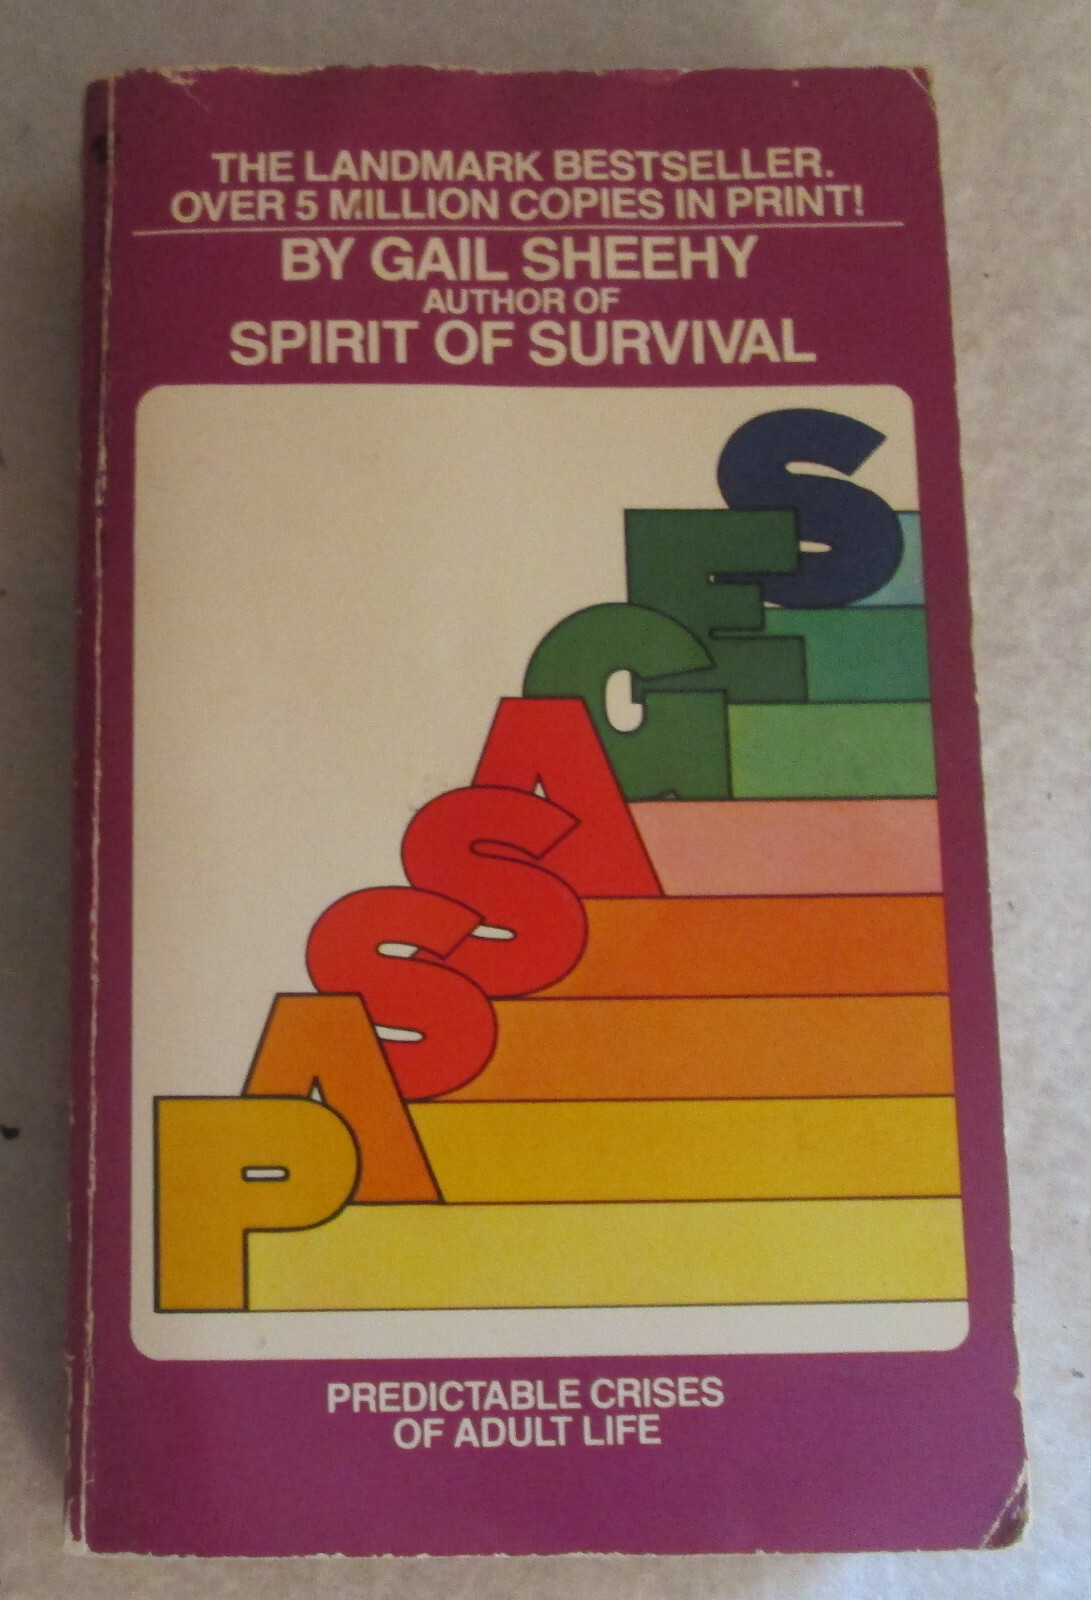 THE LANDMARK BESTSELLER.
OVER 5 MILLION COPIES IN PRINT!
BY GAIL SHEEHY
AUTHOR OF
SPIRIT OF SURVIVAL
PASSAGES
PREDICTABLE CRISES
OF ADULT LIFE